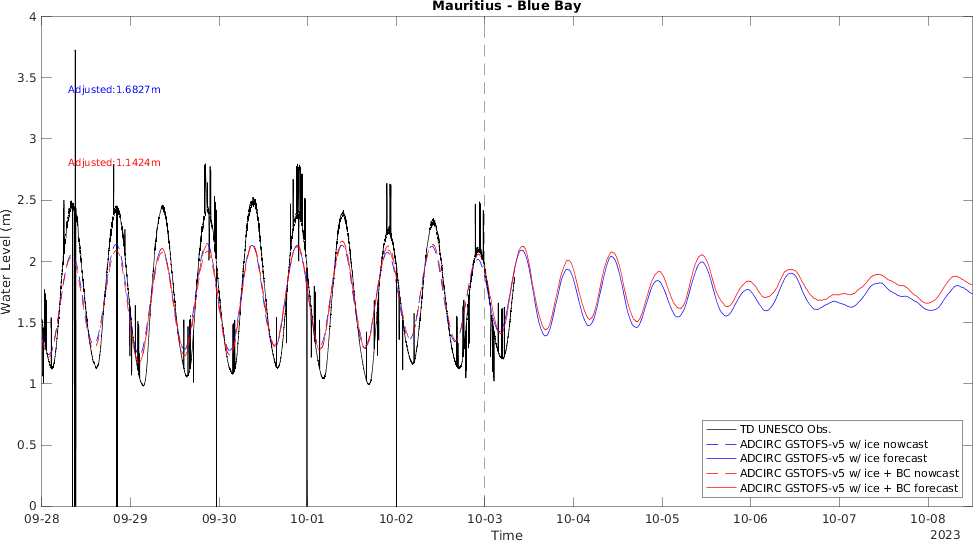 Mauritius - Blue Bay
4
3.5
3
2.5
2
1.5
1
0.5
0
Water Level (m)
Adjusted:1.6827m
Adjusted:1.1424m
TD UNESCO Obs.
ADCIRC GSTOFS-v5 w/ ice nowcast
ADCIRC GSTOFS-v5 w/ ice forecast
ADCIRC GSTOFS-v5 w/ ice + BC nowcast
ADCIRC GSTOFS-v5 w/ ice + BC forecast
09-28 09-29 09-30 10-01 10-02 10-03 10-04 10-05 10-06 10-07 10-08
Time
2023